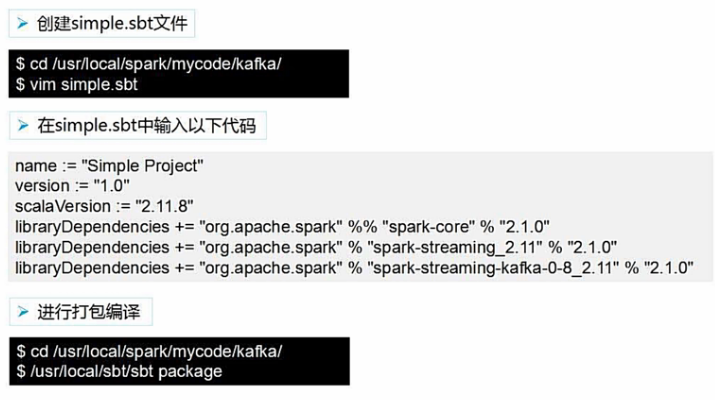 ➢ 创建simple.sbt文件
$ cd /usr/local/spark/mycode/kafka/
$ vim simple.sbt
➢ 在simple.sbt中输入以下代码
name := "Simple Project"
version := "1.0"
scalaVersion := "2.11.8"
libraryDependencies += "org.apache.spark" %% "spark-core" % "2.1.0"
libraryDependencies += "org.apache.spark" % "spark-streaming_2.11" % "2.1.0"
libraryDependencies += "org.apache.spark" % "spark-streaming-kafka-0-8_2.11" % "2.1.0"
➢ 进行打包编译
$ cd /usr/local/spark/mycode/kafka/
$ /usr/local/sbt/sbt package